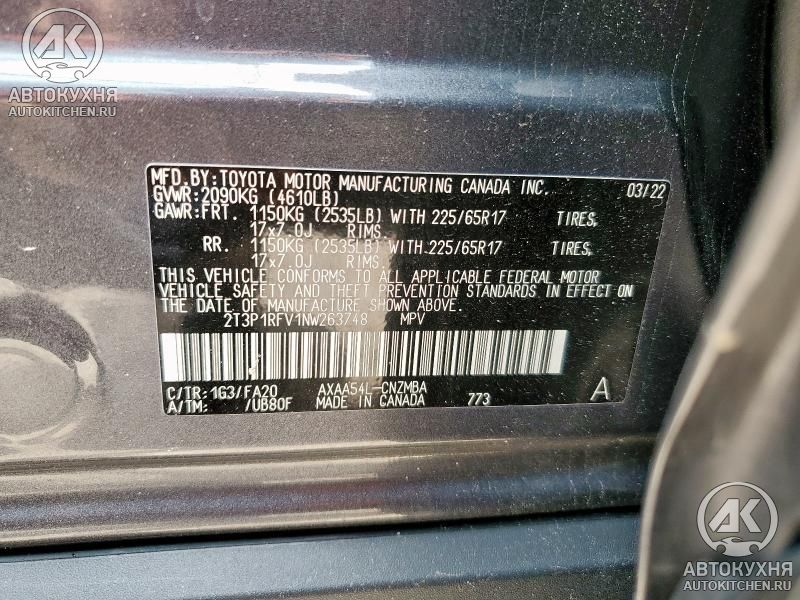 AK
АВТОКУХНЯ
AUTOKITCHEN.RU
MFD.BY:TOYOTA MOTOR MANUFACTURING CANADA INC. 03/22
GVWR:2090KG (4610LB)
GAWR:FRT. 1150KG (2535LB) WITH 225/65R17 TIRES,
17x7.0J RIMS.
RR. 1150KG (2535LB) WITH 225/65R17 TIRES,
17x7.0J RIMS.
THIS VEHICLE CONFORMS TO ALL APPLICABLE FEDERAL MOTOR
VEHICLE SAFETY AND THEFT PREVENTION STANDARDS IN EFFECT ON
THE DATE OF MANUFACTURE SHOWN ABOVE.
2T3P1RFV1NW263748 MPV
C/TR:1G3/FA20 AXAA54L-CNZMBA
A/TM: /UB80F MADE IN CANADA 773 A
AK
АВТОКУХНЯ
AUTOKITCHEN.RU